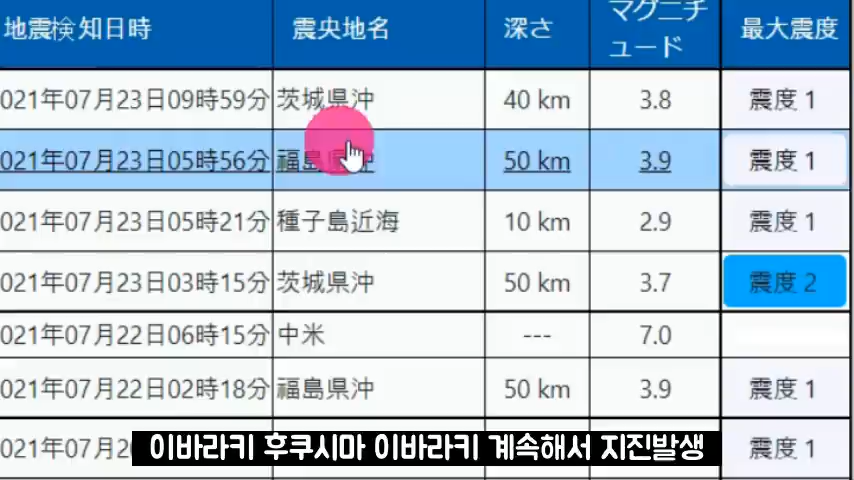 地震検知日時 震央地名 深さ マグニチュード 最大震度
021年07月23日09時59分 茨城県沖 40 km 3.8 震度 1
021年07月23日05時56分 福島県沖 50 km 3.9 震度 1
021年07月23日05時21分 種子島近海 10 km 2.9 震度 1
021年07月23日03時15分 茨城県沖 50 km 3.7 震度 2
021年07月22日06時15分 中米 --- 7.0
021年07月22日02時18分 福島県沖 50 km 3.9 震度 1
021年07月2 震度 1
이바라키 후쿠시마 이바라키 계속해서 지진발생